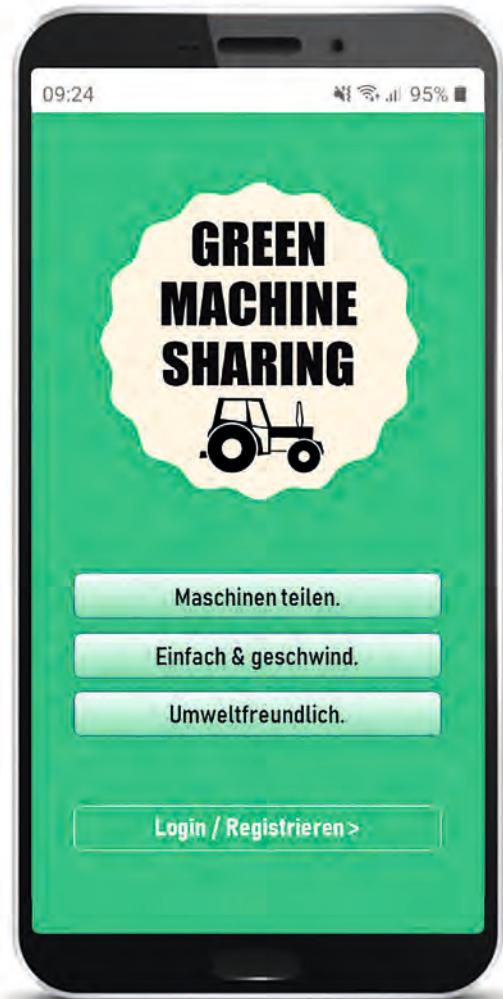 09:24 95%
GREEN
MACHINE
SHARING
Maschinen teilen.
Einfach & geschwind.
Umweltfreundlich.
Login / Registrieren >